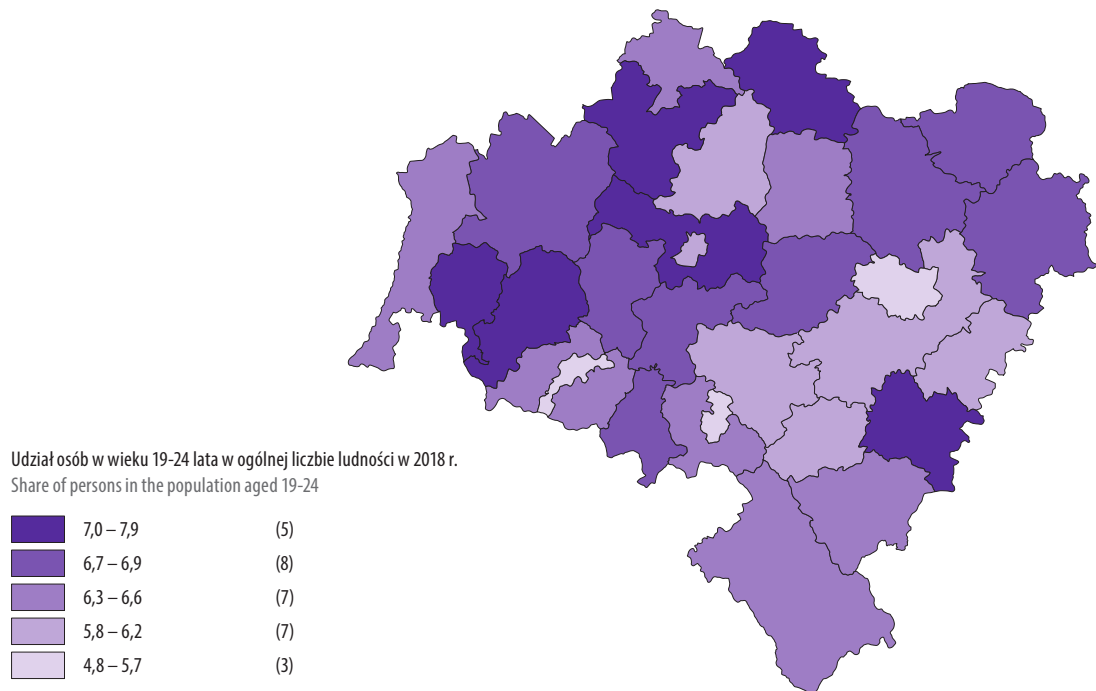 Udział osób w wieku 19-24 lata w ogólnej liczbie ludności w 2018 r.
Share of persons in the population aged 19-24
7,0 – 7,9 (5)
6,7 – 6,9 (8)
6,3 – 6,6 (7)
5,8 – 6,2 (7)
4,8 – 5,7 (3)